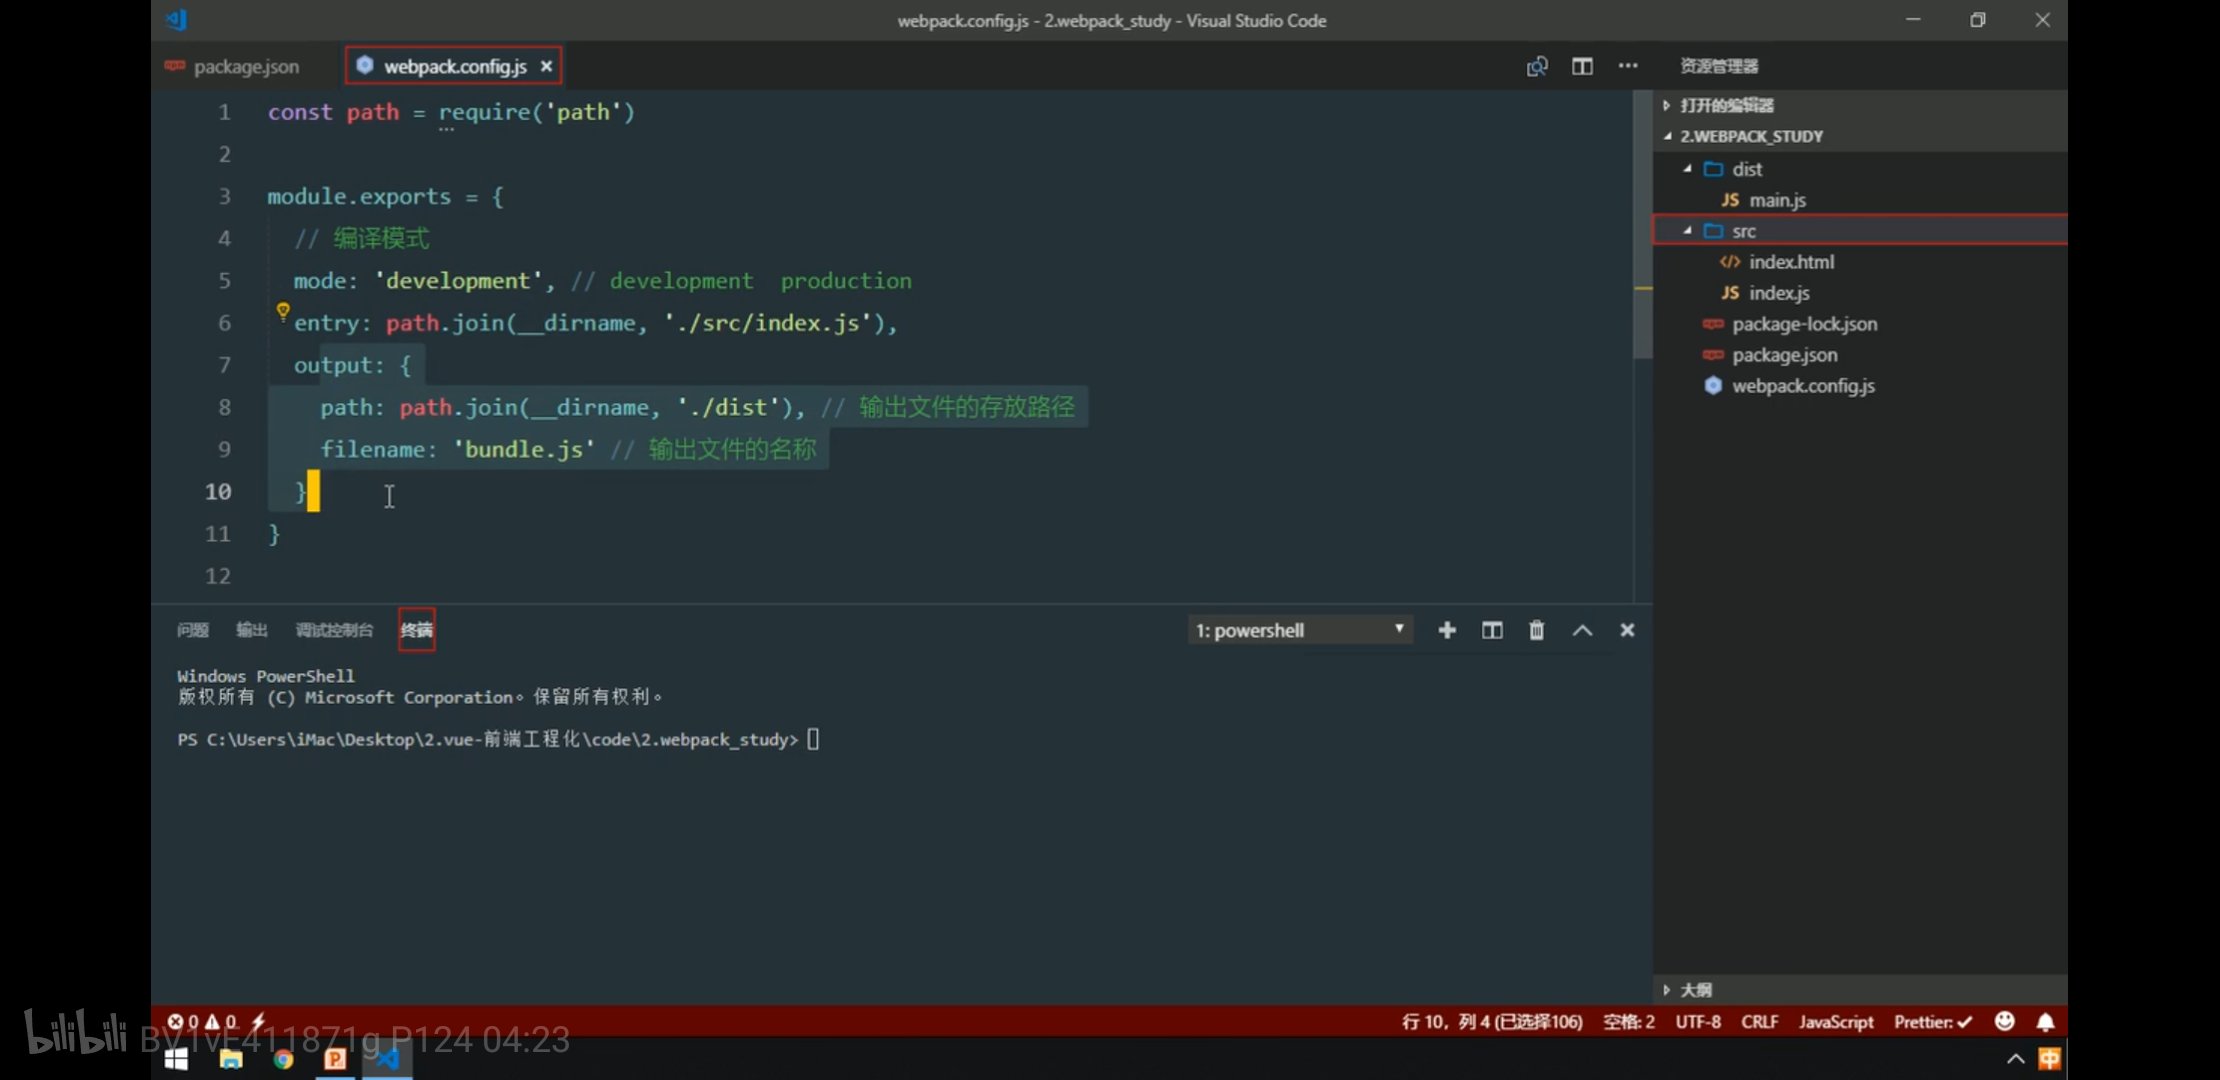 webpack.config.js - 2.webpack_study - Visual Studio Code
package.json
webpack.config.js
资源管理器
1 const path = require('path')
2
3 module.exports = {
4 // 编译模式
5 mode: 'development', // development production
6 entry: path.join(__dirname, './src/index.js'),
7 output: {
8 path: path.join(__dirname, './dist'), // 输出文件的存放路径
9 filename: 'bundle.js' // 输出文件的名称
10 }
11 }
12
打开的编辑器
2.WEBPACK_STUDY
dist
JS main.js
src
index.html
JS index.js
package-lock.json
package.json
webpack.config.js
大纲
问题 输出 调试控制台 终端
1: powershell
Windows PowerShell
版权所有 (C) Microsoft Corporation。保留所有权利。
PS C:\Users\iMac\Desktop\2.vue-前端工程化\code\2.webpack_study>
0 0
行 10，列 4 (已选择106) 空格: 2 UTF-8 CRLF JavaScript Prettier: ✓
bilibili BV1vE411871g P124 04:23
中